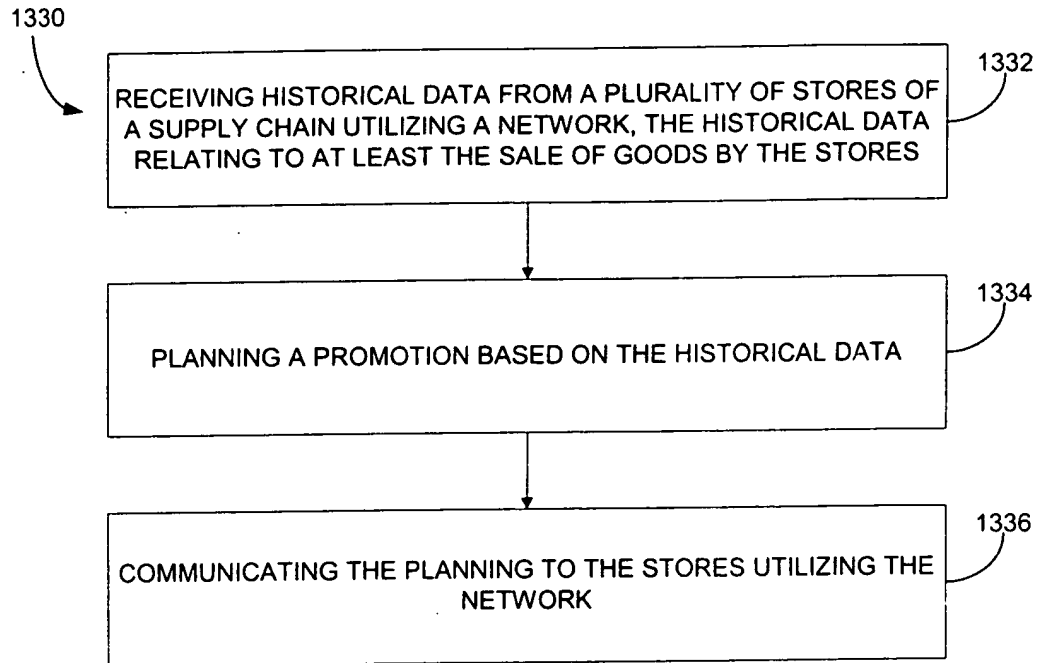 1330
1332
RECEIVING HISTORICAL DATA FROM A PLURALITY OF STORES OF
A SUPPLY CHAIN UTILIZING A NETWORK, THE HISTORICAL DATA
RELATING TO AT LEAST THE SALE OF GOODS BY THE STORES
1334
PLANNING A PROMOTION BASED ON THE HISTORICAL DATA
1336
COMMUNICATING THE PLANNING TO THE STORES UTILIZING THE
NETWORK